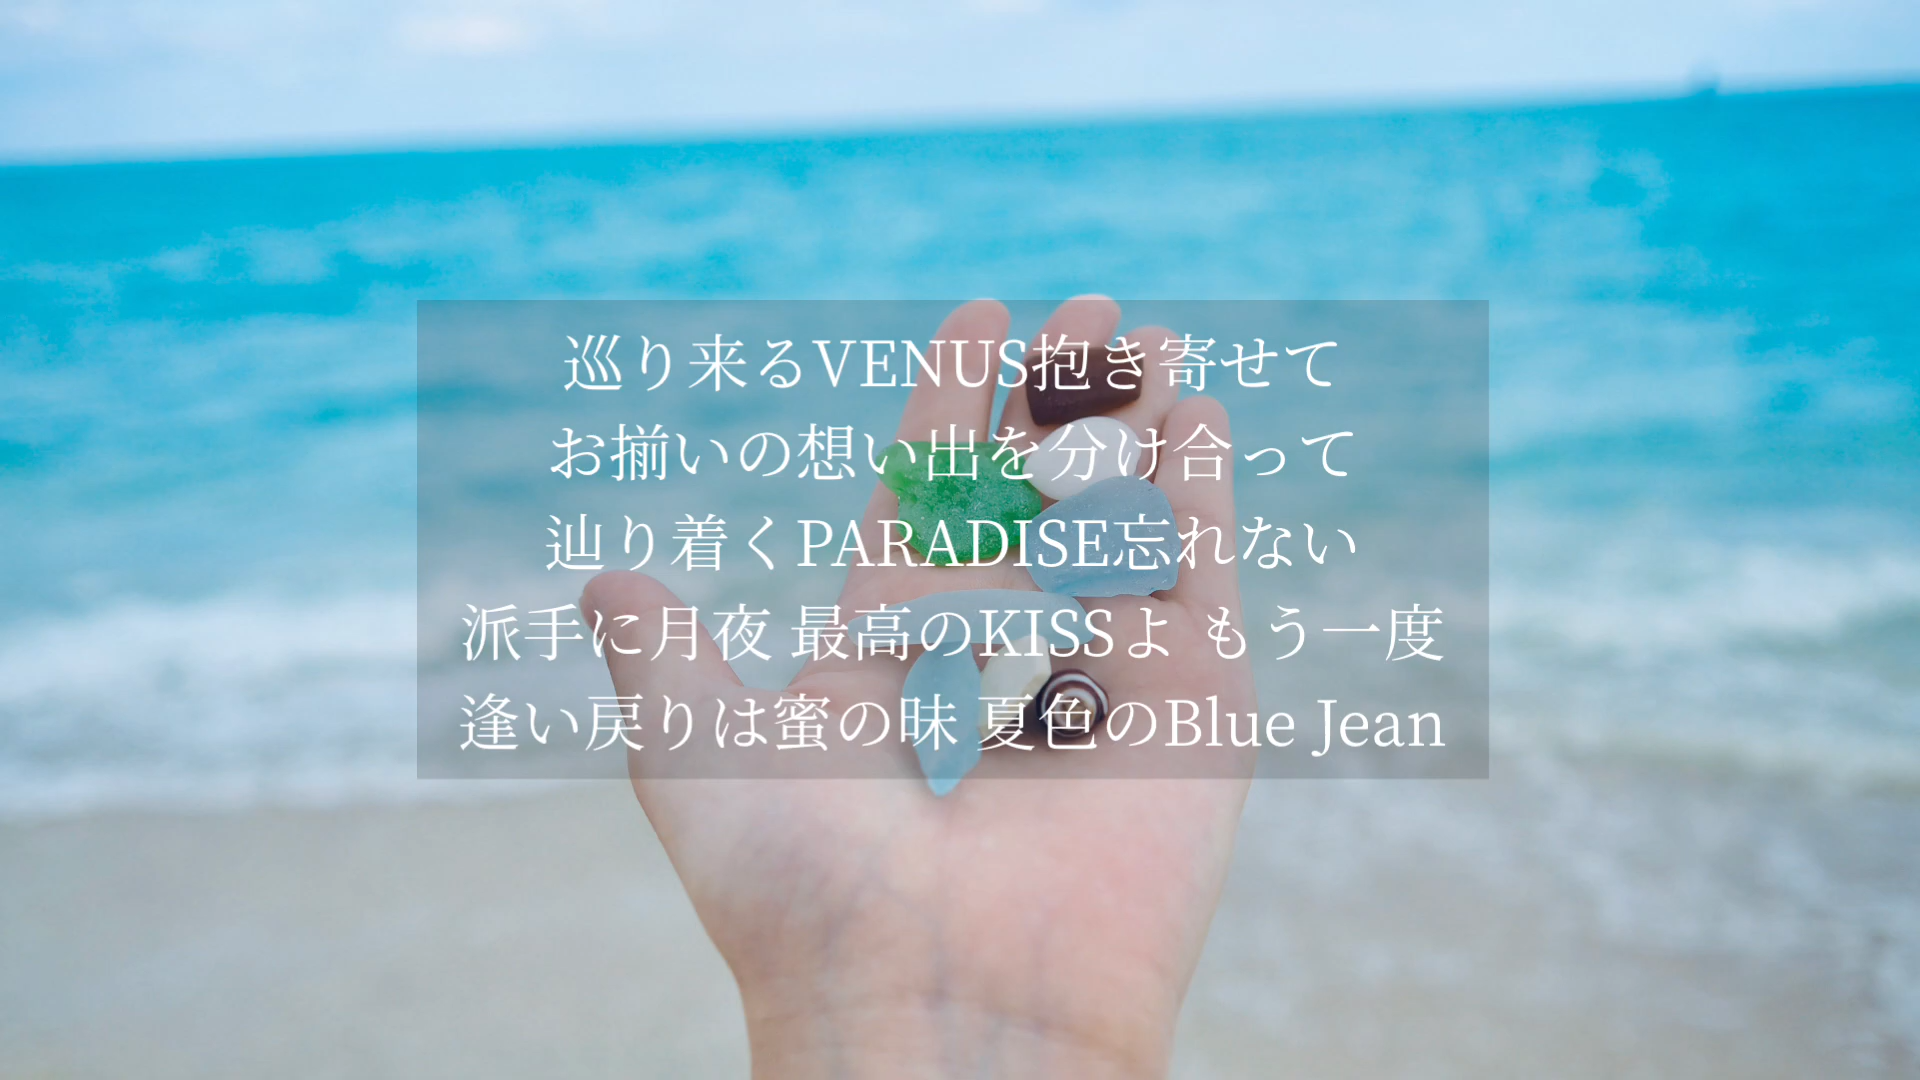 巡り来るVENUS抱き寄せて
お揃いの想い出を分け合って
辿り着くPARADISE忘れない
派手に月夜 最高のKISSよ もう一度
逢い戻りは蜜の味 夏色のBlue Jean